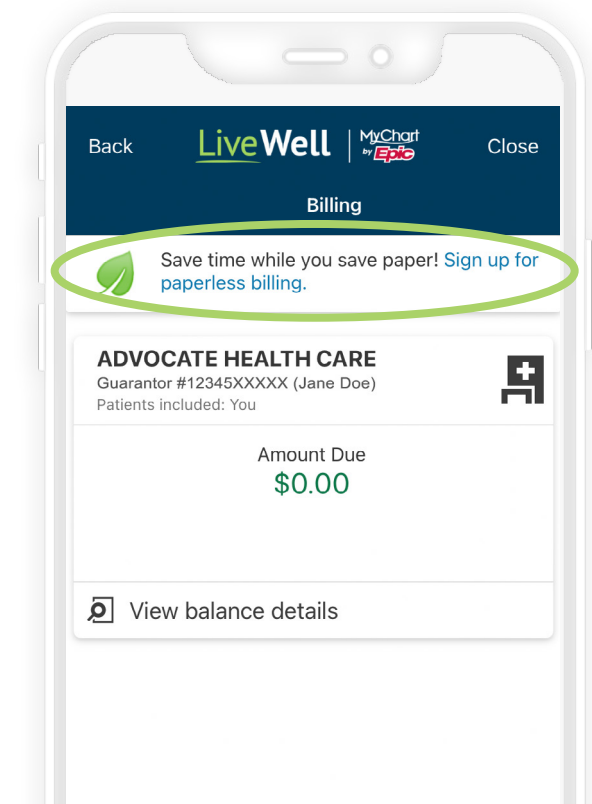 Back LiveWell MyChart by Epic Close
Billing
Save time while you save paper! Sign up for
paperless billing.
ADVOCATE HEALTH CARE
Guarantor #12345XXXXX (Jane Doe)
Patients included: You
Amount Due
$0.00
View balance details